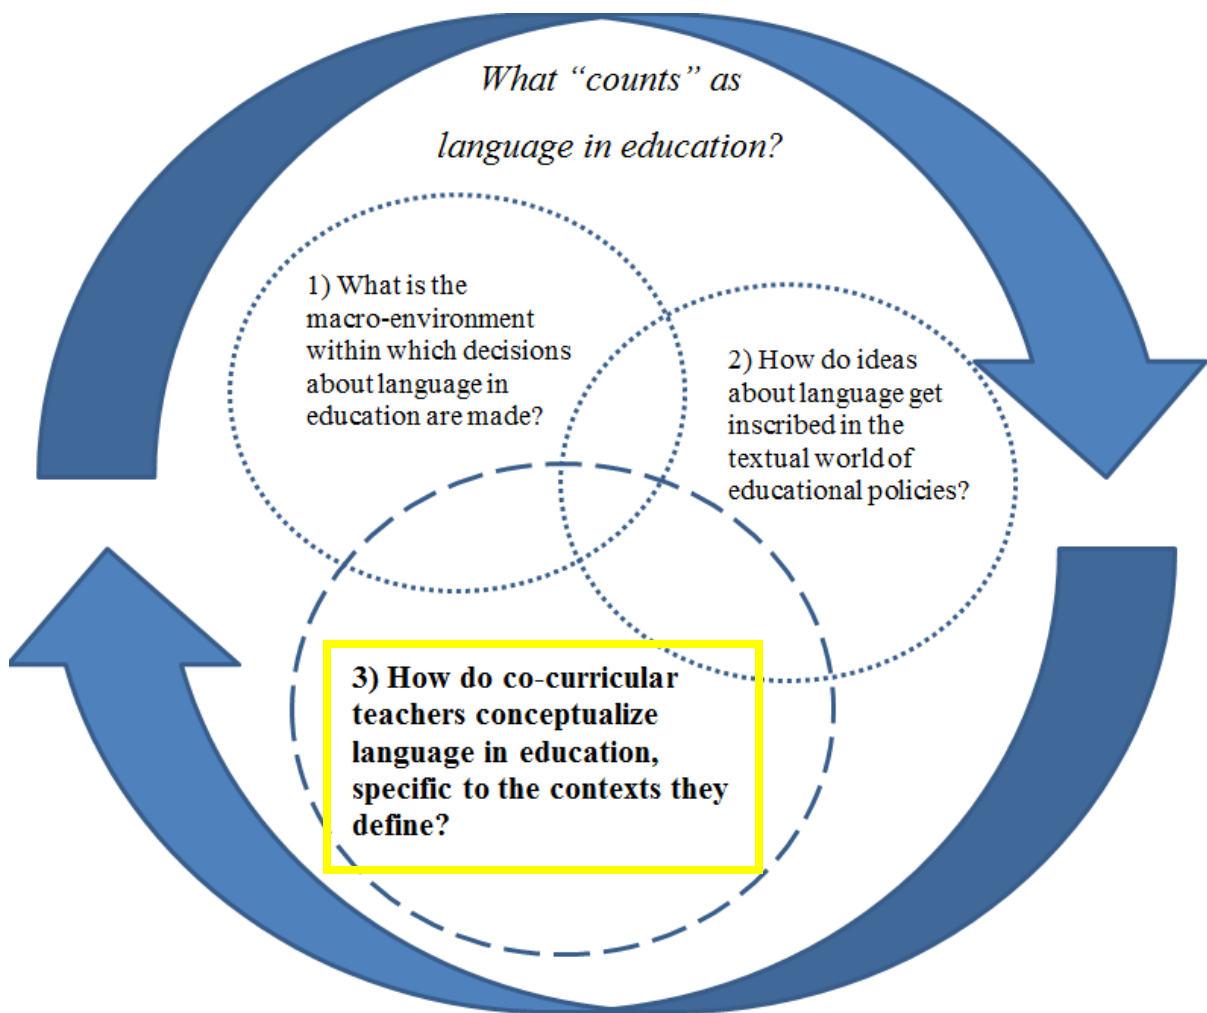 What “counts” as
language in education?
1) What is the
macro-environment
within which decisions
about language in
education are made?
2) How do ideas
about language get
inscribed in the
textual world of
educational policies?
3) How do co-curricular
teachers conceptualize
language in education,
specific to the contexts they
define?